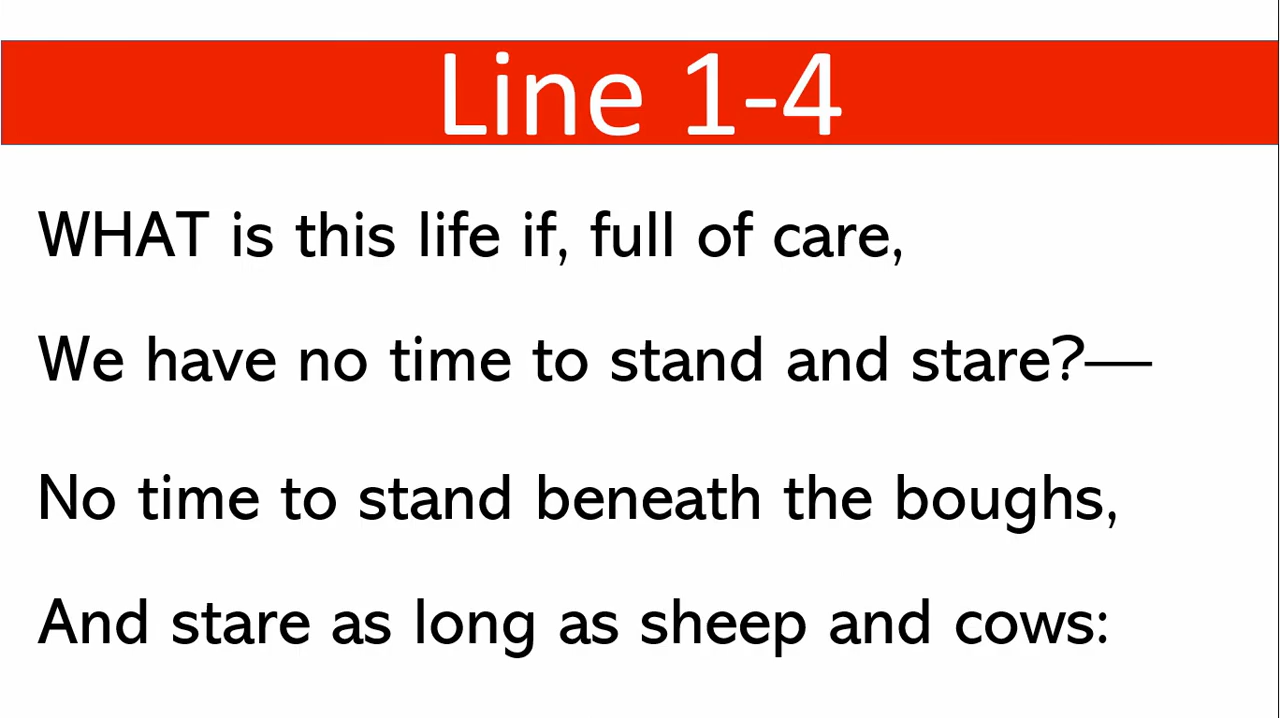 Line 1-4
WHAT is this life if, full of care,
We have no time to stand and stare?—
No time to stand beneath the boughs,
And stare as long as sheep and cows: